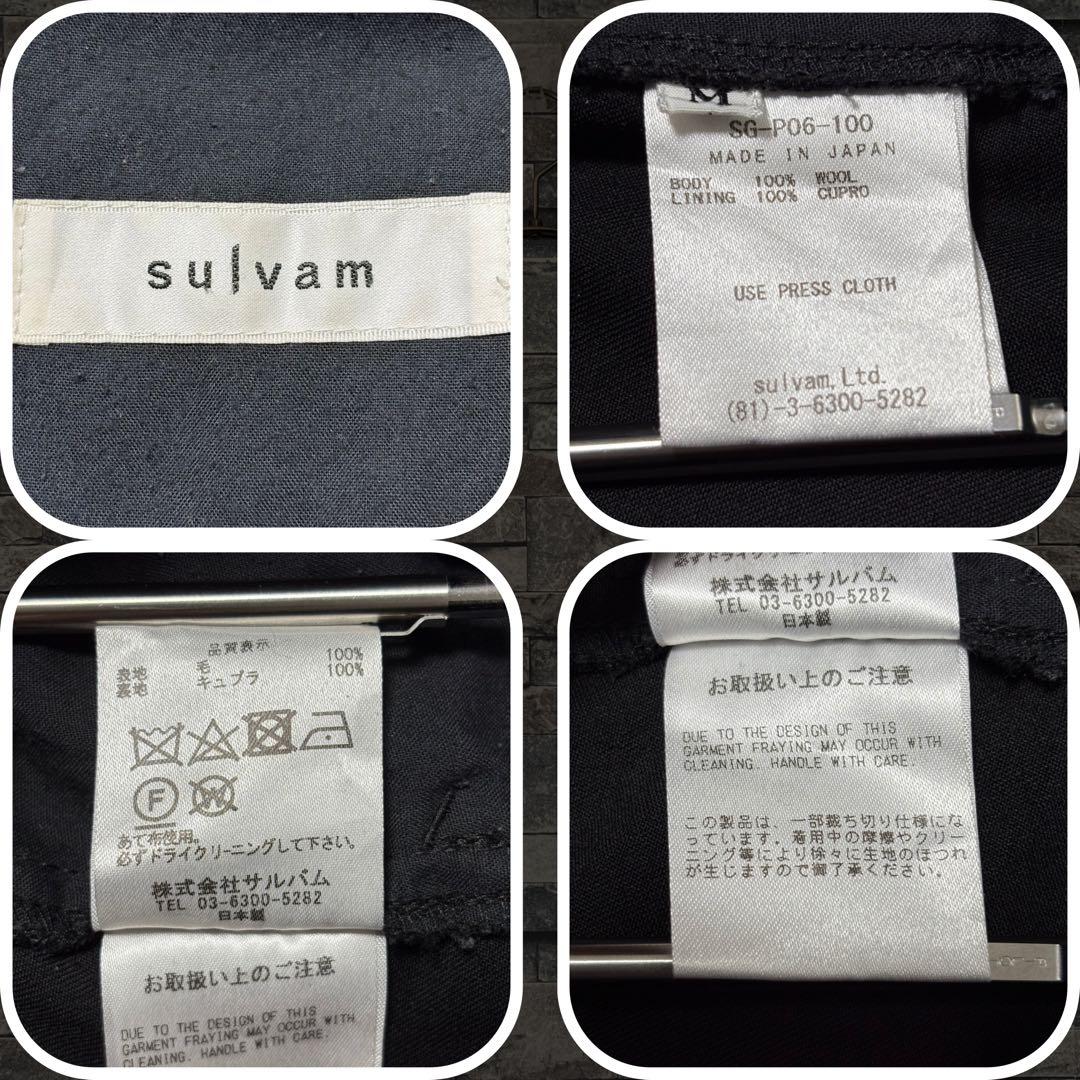 sulvam
M
SG-P06-100
MADE IN JAPAN
BODY 100% WOOL
LINING 100% CUPRO
USE PRESS CLOTH
sulvam,Ltd.
(81)-3-6300-5282
品質表示
表地 毛 100%
裏地 キュプラ 100%
F
W
あて布使用。
必ずドライクリーニングして下さい。
株式会社サルバム
TEL 03-6300-5282
日本製
お取扱い上のご注意
DUE TO THE DESIGN OF THIS
GARMENT FRAYING MAY OCCUR WITH
CLEANING. HANDLE WITH CARE.
必ずドライクリーニ
株式会社サルバム
TEL 03-6300-5282
日本製
お取扱い上のご注意
DUE TO THE DESIGN OF THIS
GARMENT FRAYING MAY OCCUR WITH
CLEANING. HANDLE WITH CARE.
この製品は、一部裁ち切り仕様にな
っています。着用中の摩擦やクリー
ニング等により徐々に生地のほつれ
が生じますので御了承ください。